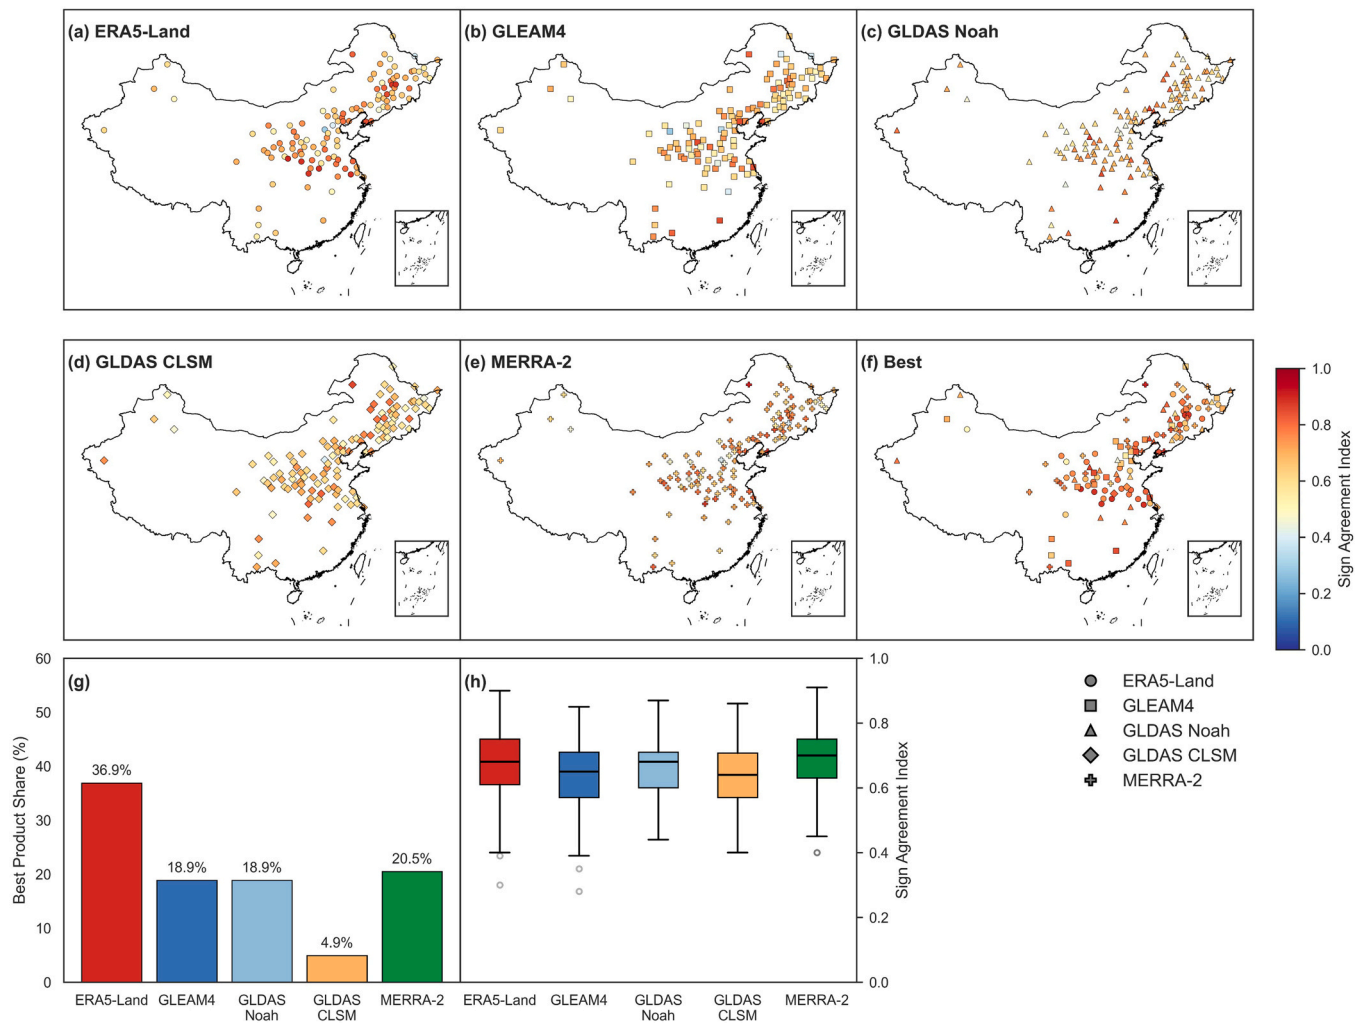 (a) ERA5-Land
(b) GLEAM4
(c) GLDAS Noah
(d) GLDAS CLSM
(e) MERRA-2
(f) Best
1.0
0.8
0.6
0.4
0.2
0.0
Sign Agreement Index
ERA5-Land
GLEAM4
GLDAS Noah
GLDAS CLSM
MERRA-2
(g)
60
50
40
30
20
10
0
Best Product Share (%)
36.9%
18.9%
18.9%
4.9%
20.5%
ERA5-Land
GLEAM4
GLDAS
Noah
GLDAS
CLSM
MERRA-2
(h)
1.0
0.8
0.6
0.4
0.2
0.0
Sign Agreement Index
ERA5-Land
GLEAM4
GLDAS
Noah
GLDAS
CLSM
MERRA-2